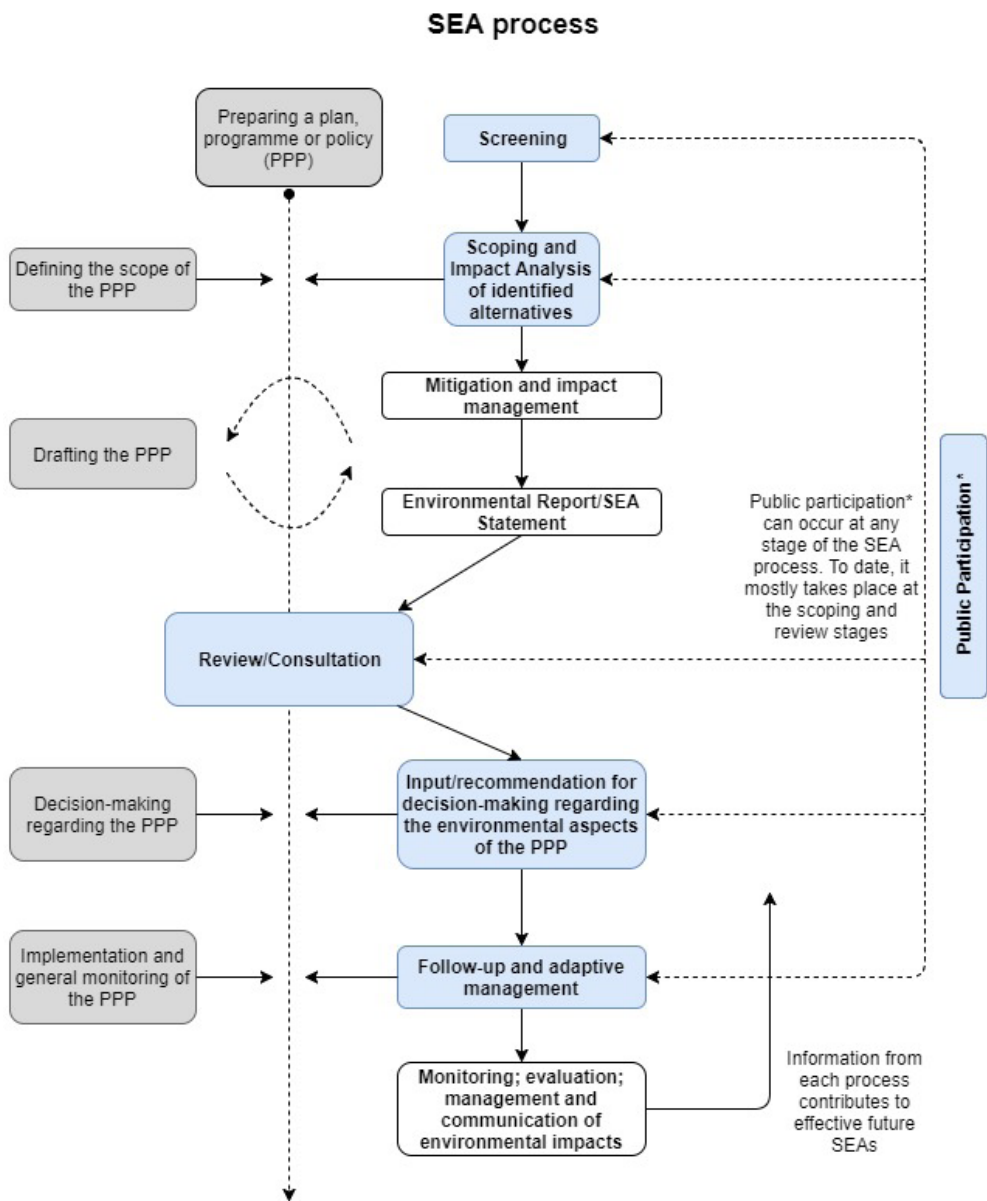 SEA process
Preparing a plan,
programme or policy
(PPP)
Screening
Defining the scope of
the PPP
Scoping and
Impact Analysis
of identified
alternatives
Mitigation and impact
management
Drafting the PPP
Environmental Report/SEA
Statement
Public participation*
can occur at any
stage of the SEA
process. To date, it
mostly takes place at
the scoping and
review stages
Public Participation*
Review/Consultation
Decision-making
regarding the PPP
Input/recommendation for
decision-making regarding
the environmental aspects
of the PPP
Implementation and
general monitoring of
the PPP
Follow-up and adaptive
management
Monitoring; evaluation;
management and
communication of
environmental impacts
Information from
each process
contributes to
effective future
SEAs